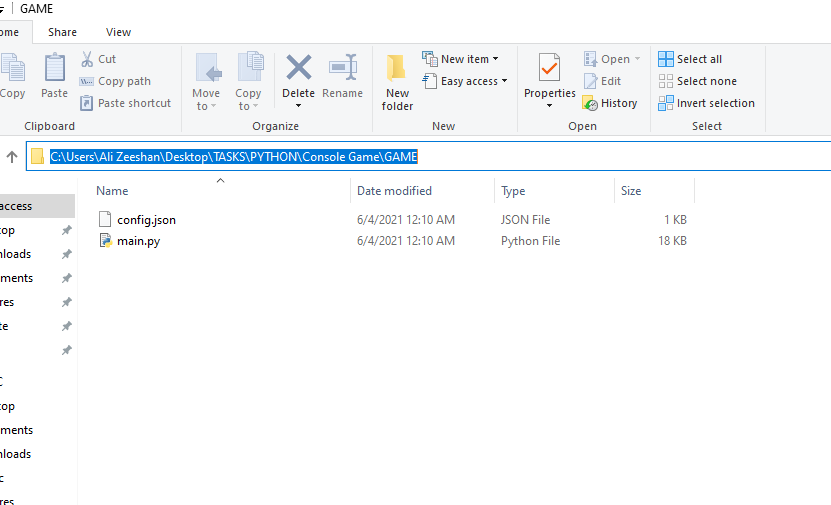 GAME
ome Share View
Copy
Paste
Cut
Copy path
Paste shortcut
Clipboard
Move to
Copy to
Delete
Rename
Organize
New folder
New item
Easy access
New
Properties
Open
Edit
History
Open
Select all
Select none
Invert selection
Select
C:\Users\Ali Zeeshan\Desktop\TASKS\PYTHON\Console Game\GAME
Name Date modified Type Size
config.json 6/4/2021 12:10 AM JSON File 1 KB
main.py 6/4/2021 12:10 AM Python File 18 KB
access
top
nloads
ments
res
te
C
top
ments
nloads
c
res